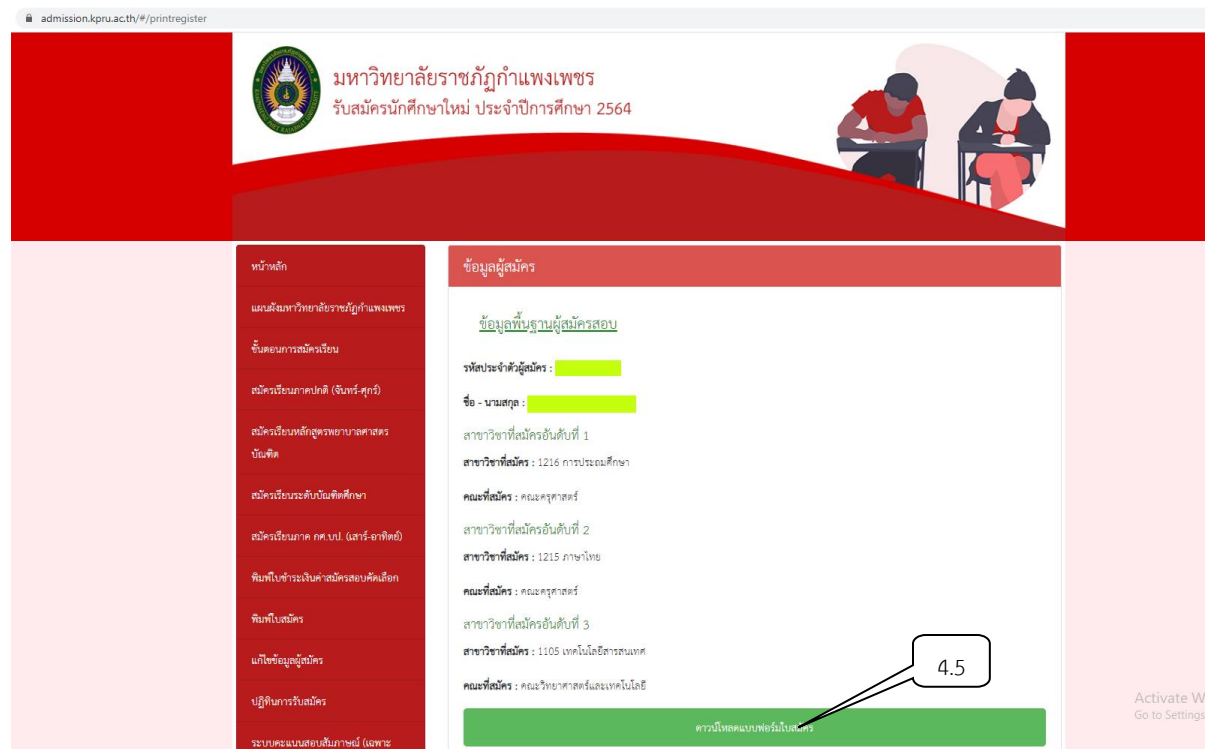 admission.kpru.ac.th/#/printregister
มหาวิทยาลัยราชภัฏกำแพงเพชร
รับสมัครนักศึกษาใหม่ ประจำปีการศึกษา 2564
หน้าหลัก
แผนผังมหาวิทยาลัยราชภัฏกำแพงเพชร
ขั้นตอนการสมัครเรียน
สมัครเรียนภาคปกติ (จันทร์-ศุกร์)
สมัครเรียนหลักสูตรพยาบาลศาสตร
บัณฑิต
สมัครเรียนระดับบัณฑิตศึกษา
สมัครเรียนภาค กศ.บป. (เสาร์-อาทิตย์)
พิมพ์ใบชำระเงินค่าสมัครสอบคัดเลือก
พิมพ์ใบสมัคร
แก้ไขข้อมูลผู้สมัคร
ปฏิทินการรับสมัคร
ระบบคะแนนสอบสัมภาษณ์ (เฉพาะ
ข้อมูลผู้สมัคร
ข้อมูลพื้นฐานผู้สมัครสอบ
รหัสประจำตัวผู้สมัคร :
ชื่อ - นามสกุล :
สาขาวิชาที่สมัครอันดับที่ 1
สาขาวิชาที่สมัคร : 1216 การประถมศึกษา
คณะที่สมัคร : คณะครุศาสตร์
สาขาวิชาที่สมัครอันดับที่ 2
สาขาวิชาที่สมัคร : 1215 ภาษาไทย
คณะที่สมัคร : คณะครุศาสตร์
สาขาวิชาที่สมัครอันดับที่ 3
สาขาวิชาที่สมัคร : 1105 เทคโนโลยีสารสนเทศ
คณะที่สมัคร : คณะวิทยาศาสตร์และเทคโนโลยี
4.5
ดาวน์โหลดแบบฟอร์มใบสมัคร
Activate W
Go to Settings